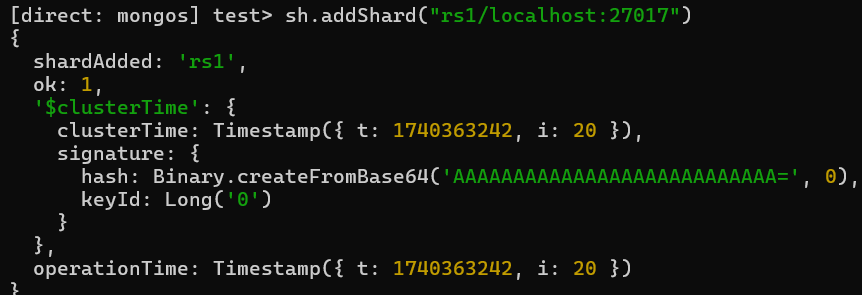 [direct: mongos] test> sh.addShard("rs1/localhost:27017")
{
  shardAdded: 'rs1',
  ok: 1,
  '$clusterTime': {
    clusterTime: Timestamp({ t: 1740363242, i: 20 }),
    signature: {
      hash: Binary.createFromBase64('AAAAAAAAAAAAAAAAAAAAAAAAAAA=', 0),
      keyId: Long('0')
    }
  },
  operationTime: Timestamp({ t: 1740363242, i: 20 })
}